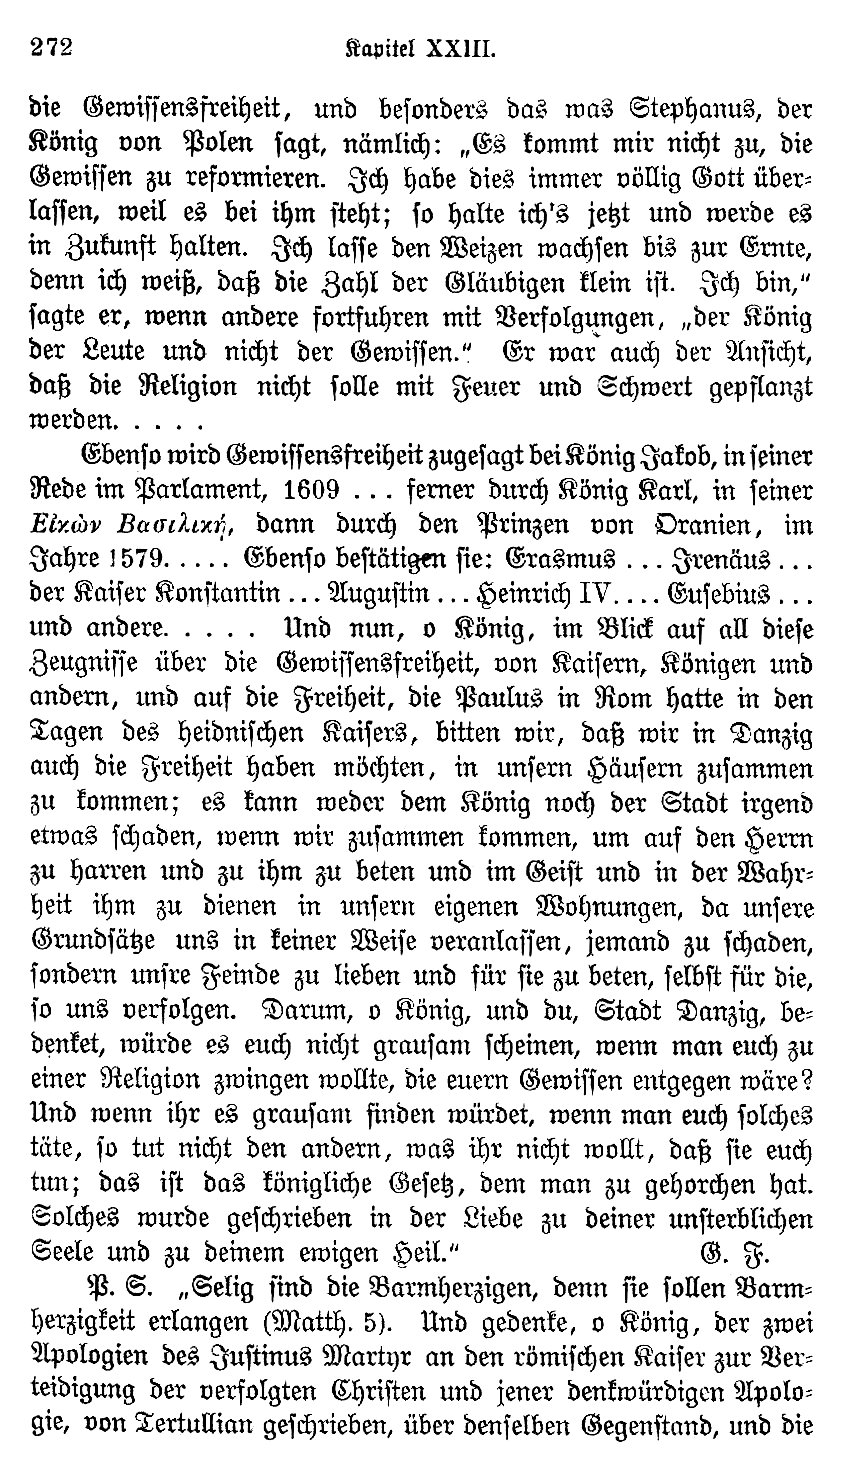 272 Kapitel XXIII.
die Gewissensfreiheit, und besonders das was Stephanus, der
König von Polen sagt, nämlich: „Es kommt mir nicht zu, die
Gewissen zu reformieren. Ich habe dies immer völlig Gott über-
lassen, weil es bei ihm steht; so halte ich's jetzt und werde es
in Zukunft halten. Ich lasse den Weizen wachsen bis zur Ernte,
denn ich weiß, daß die Zahl der Gläubigen klein ist. Ich bin,“
sagte er, wenn andere fortfuhren mit Verfolgungen, „der König
der Leute und nicht der Gewissen.“ Er war auch der Ansicht,
daß die Religion nicht solle mit Feuer und Schwert gepflanzt
werden. . . . .
Ebenso wird Gewissensfreiheit zugesagt bei König Jakob, in seiner
Rede im Parlament, 1609 ... ferner durch König Karl, in seiner
Εἰκὼν Βασιλική, dann durch den Prinzen von Oranien, im
Jahre 1579. . . . . Ebenso bestätigen sie: Erasmus ... Irenäus ...
der Kaiser Konstantin ... Augustin ... Heinrich IV. . . . Eusebius ...
und andere. . . . . Und nun, o König, im Blick auf all diese
Zeugnisse über die Gewissensfreiheit, von Kaisern, Königen und
andern, und auf die Freiheit, die Paulus in Rom hatte in den
Tagen des heidnischen Kaisers, bitten wir, daß wir in Danzig
auch die Freiheit haben möchten, in unsern Häusern zusammen
zu kommen; es kann weder dem König noch der Stadt irgend
etwas schaden, wenn wir zusammen kommen, um auf den Herrn
zu harren und zu ihm zu beten und im Geist und in der Wahr-
heit ihm zu dienen in unsern eigenen Wohnungen, da unsere
Grundsätze uns in keiner Weise veranlassen, jemand zu schaden,
sondern unsre Feinde zu lieben und für sie zu beten, selbst für die,
so uns verfolgen. Darum, o König, und du, Stadt Danzig, be-
denket, würde es euch nicht grausam scheinen, wenn man euch zu
einer Religion zwingen wollte, die euern Gewissen entgegen wäre?
Und wenn ihr es grausam finden würdet, wenn man euch solches
täte, so tut nicht den andern, was ihr nicht wollt, daß sie euch
tun; das ist das königliche Gesetz, dem man zu gehorchen hat.
Solches wurde geschrieben in der Liebe zu deiner unsterblichen
Seele und zu deinem ewigen Heil.“ G. F.
P. S. „Selig sind die Barmherzigen, denn sie sollen Barm-
herzigkeit erlangen (Matth. 5). Und gedenke, o König, der zwei
Apologien des Justinus Martyr an den römischen Kaiser zur Ver-
teidigung der verfolgten Christen und jener denkwürdigen Apolo-
gie, von Tertullian geschrieben, über denselben Gegenstand, und die